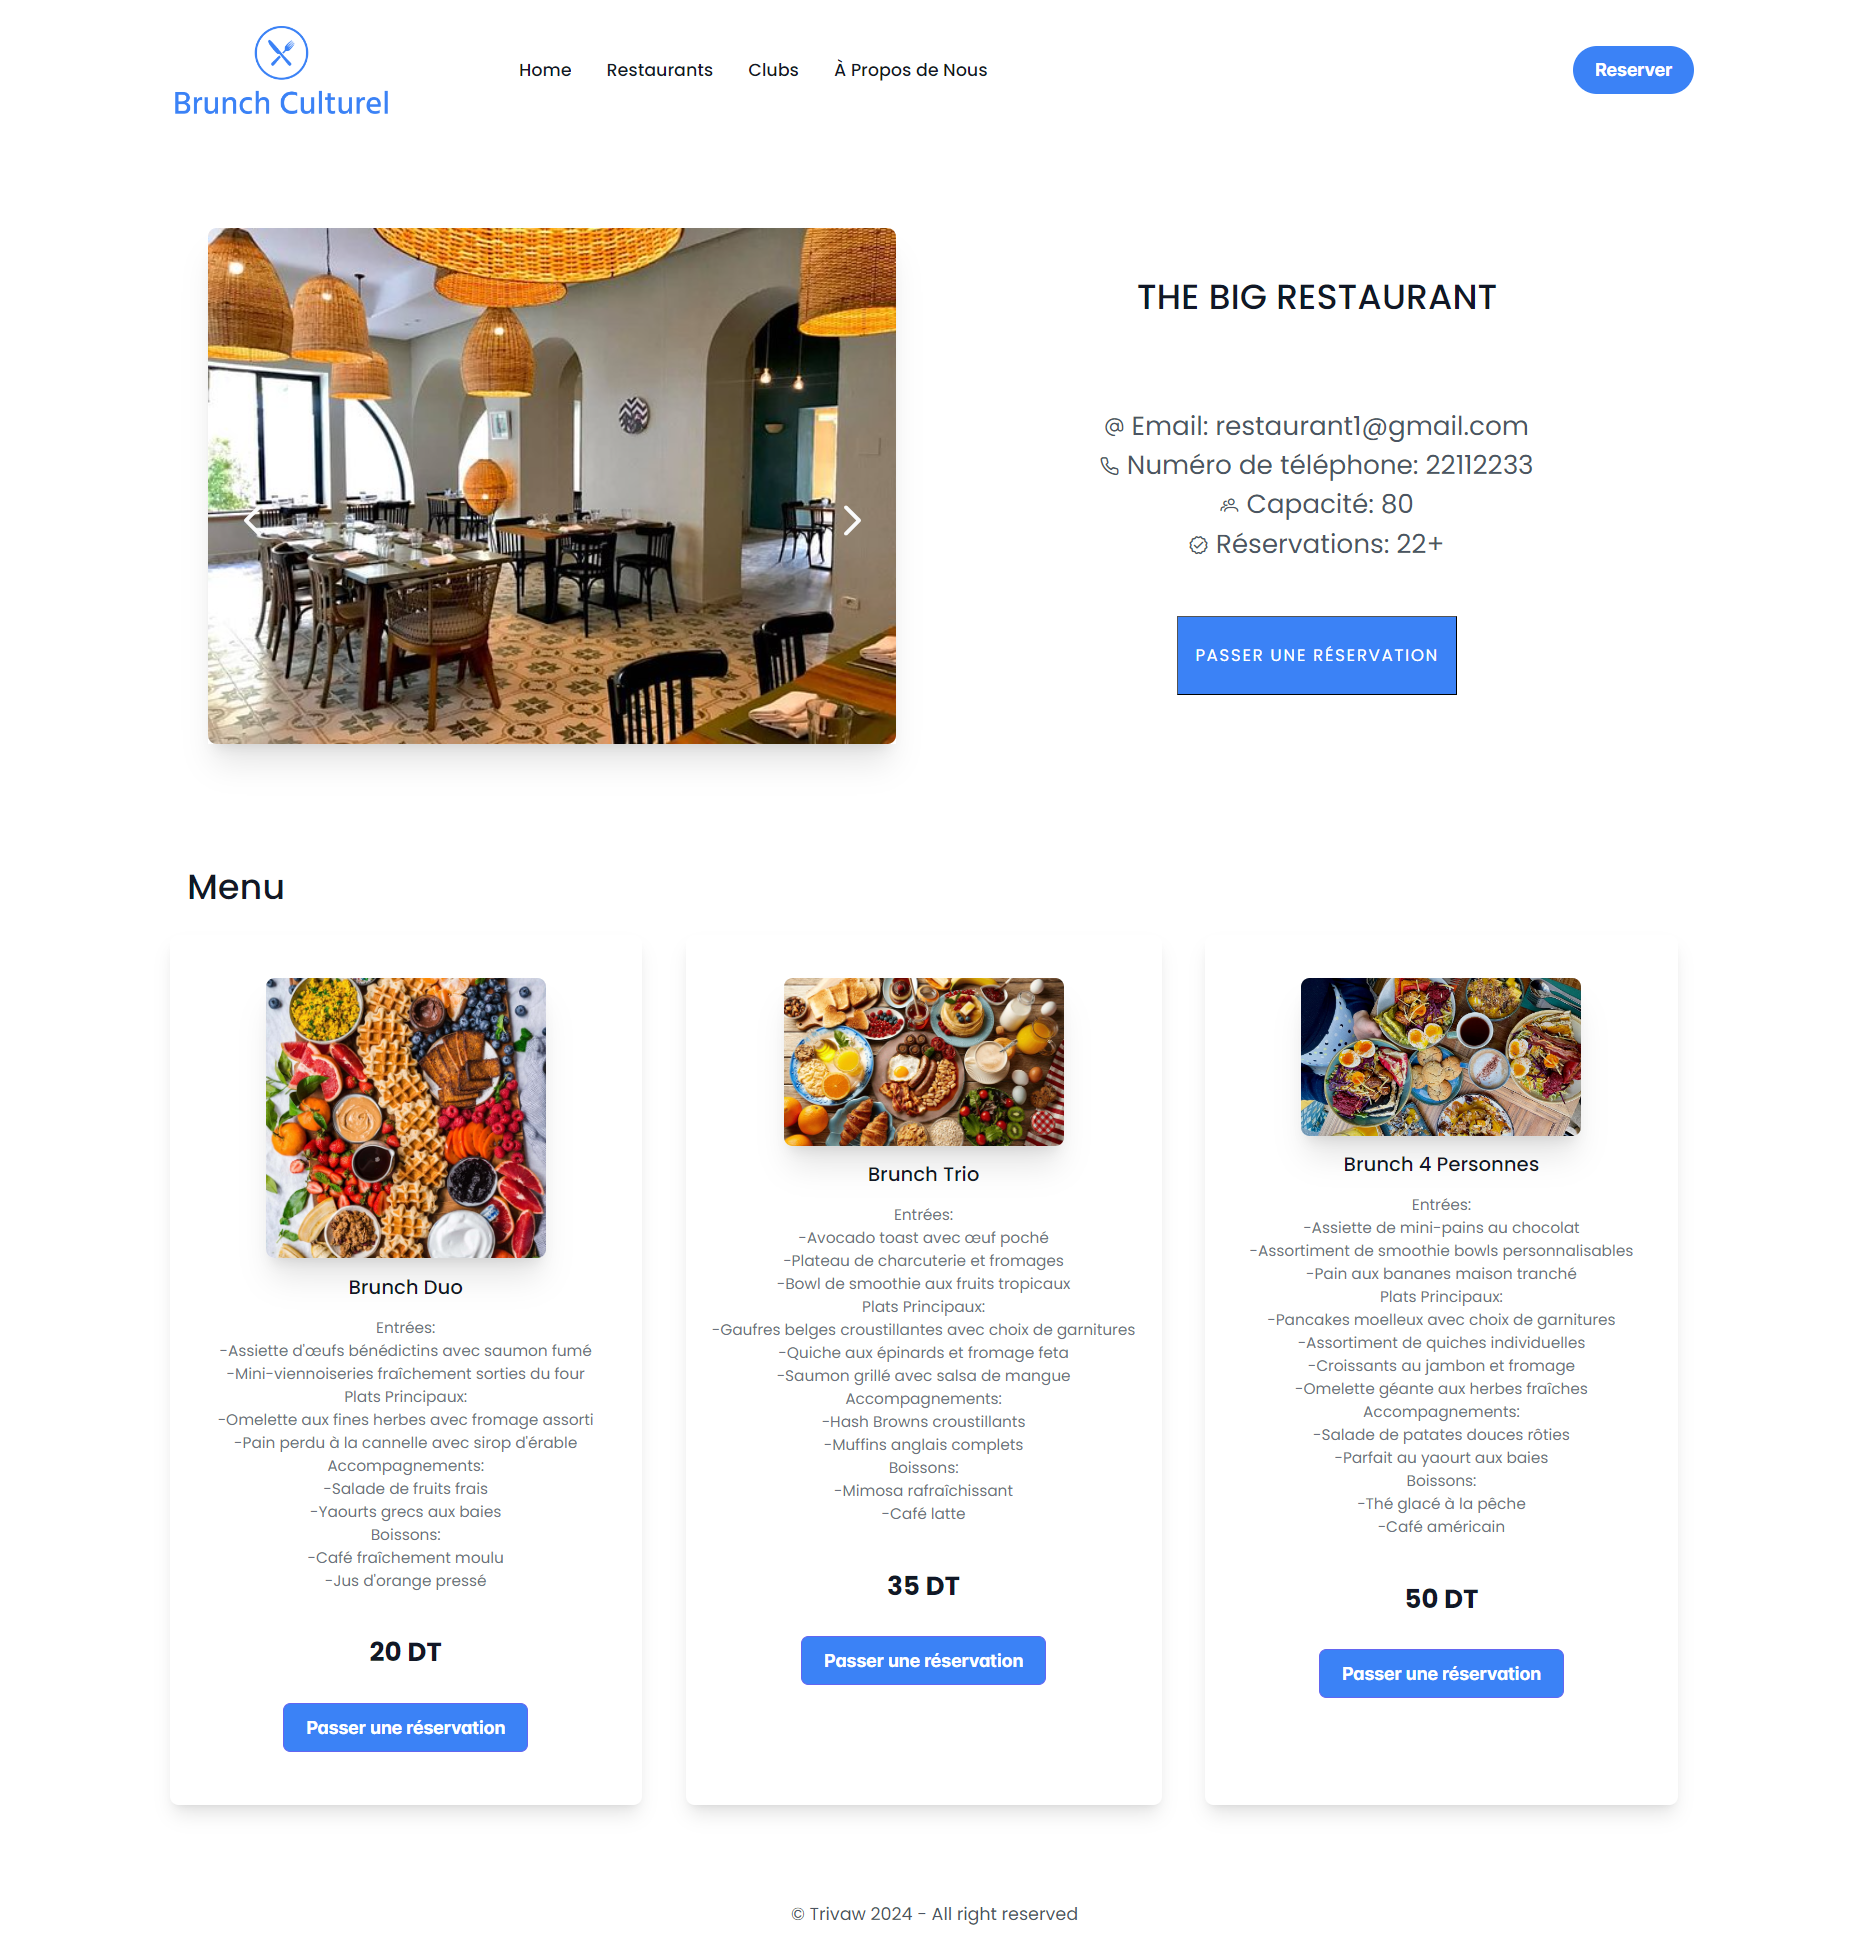 Brunch Culturel
Home
Restaurants
Clubs
À Propos de Nous
Reserver
THE BIG RESTAURANT
Email: restaurant1@gmail.com
Numéro de téléphone: 22112233
Capacité: 80
Réservations: 22+
PASSER UNE RÉSERVATION
Menu
Brunch Duo
Entrées:
-Assiette d'œufs bénédictins avec saumon fumé
-Mini-viennoiseries fraîchement sorties du four
Plats Principaux:
-Omelette aux fines herbes avec fromage assorti
-Pain perdu à la cannelle avec sirop d'érable
Accompagnements:
-Salade de fruits frais
-Yaourts grecs aux baies
Boissons:
-Café fraîchement moulu
-Jus d'orange pressé
20 DT
Passer une réservation
Brunch Trio
Entrées:
-Avocado toast avec œuf poché
-Plateau de charcuterie et fromages
-Bowl de smoothie aux fruits tropicaux
Plats Principaux:
-Gaufres belges croustillantes avec choix de garnitures
-Quiche aux épinards et fromage feta
-Saumon grillé avec salsa de mangue
Accompagnements:
-Hash Browns croustillants
-Muffins anglais complets
Boissons:
-Mimosa rafraîchissant
-Café latte
35 DT
Passer une réservation
Brunch 4 Personnes
Entrées:
-Assiette de mini-pains au chocolat
-Assortiment de smoothie bowls personnalisables
-Pain aux bananes maison tranché
Plats Principaux:
-Pancakes moelleux avec choix de garnitures
-Assortiment de quiches individuelles
-Croissants au jambon et fromage
-Omelette géante aux herbes fraîches
Accompagnements:
-Salade de patates douces rôties
-Parfait au yaourt aux baies
Boissons:
-Thé glacé à la pêche
-Café américain
50 DT
Passer une réservation
© Trivaw 2024 - All right reserved